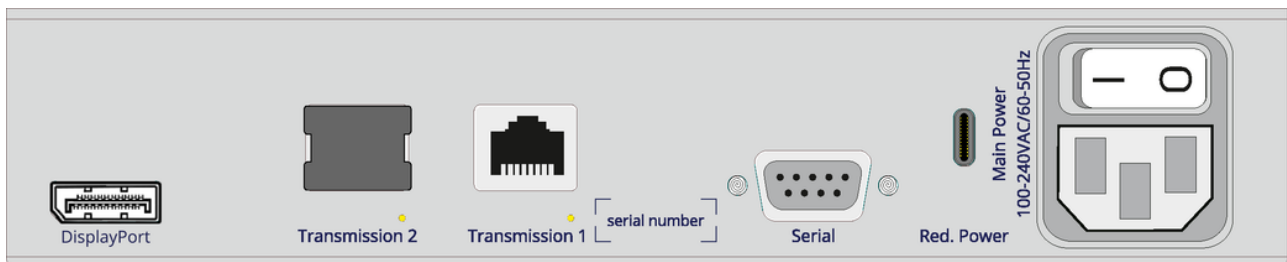 DisplayPort
Transmission 2
Transmission 1
serial number
Serial
Red. Power
Main Power
100-240VAC/60-50Hz
I O